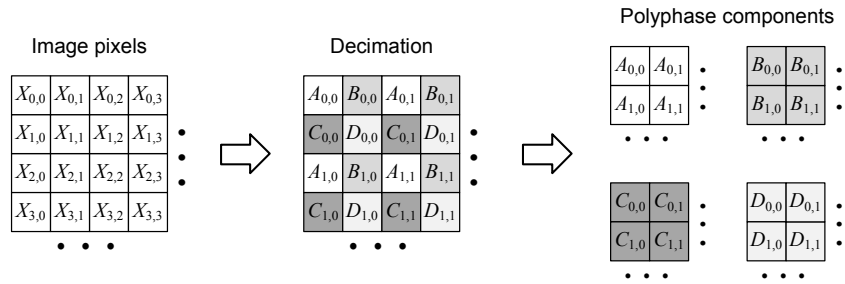 Polyphase components
Image pixels
Decimation
X0,0 X0,1 X0,2 X0,3
X1,0 X1,1 X1,2 X1,3
X2,0 X2,1 X2,2 X2,3
X3,0 X3,1 X3,2 X3,3
A0,0 B0,0 A0,1 B0,1
C0,0 D0,0 C0,1 D0,1
A1,0 B1,0 A1,1 B1,1
C1,0 D1,0 C1,1 D1,1
A0,0 A0,1
A1,0 A1,1
B0,0 B0,1
B1,0 B1,1
C0,0 C0,1
C1,0 C1,1
D0,0 D0,1
D1,0 D1,1